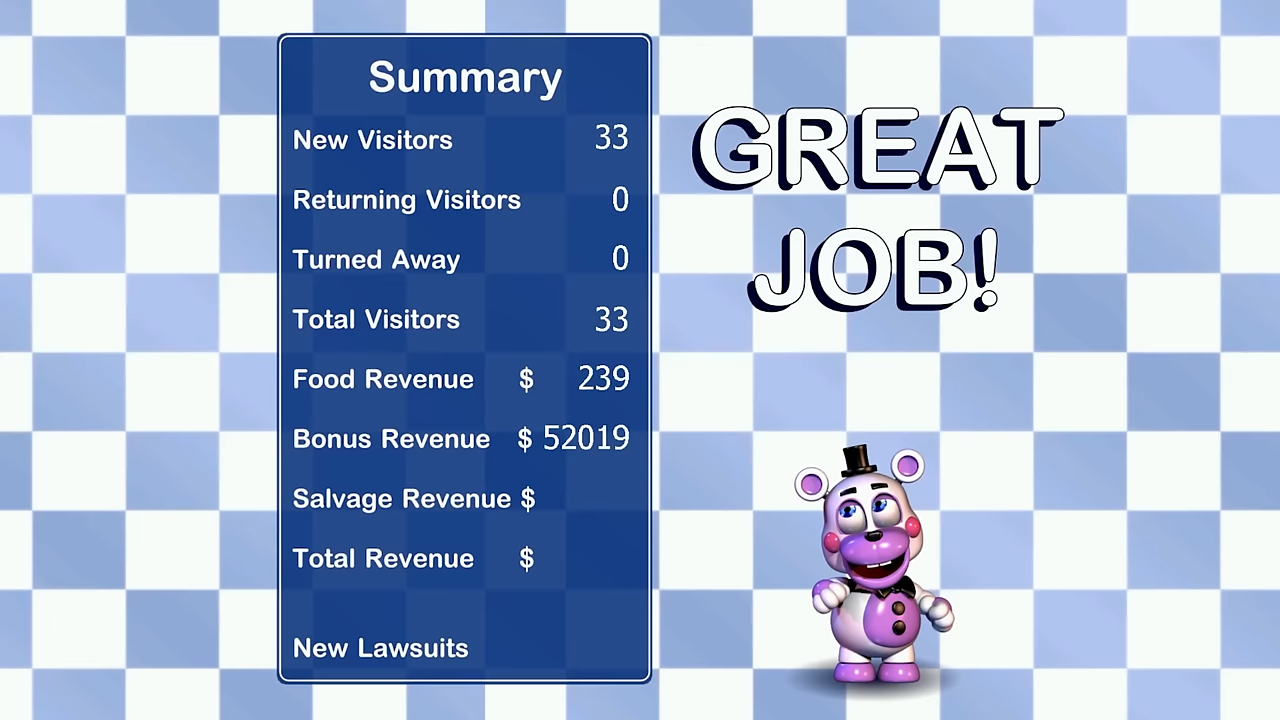 Summary
New Visitors 33
Returning Visitors 0
Turned Away 0
Total Visitors 33
Food Revenue $ 239
Bonus Revenue $ 52019
Salvage Revenue $
Total Revenue $
New Lawsuits
GREAT
JOB!